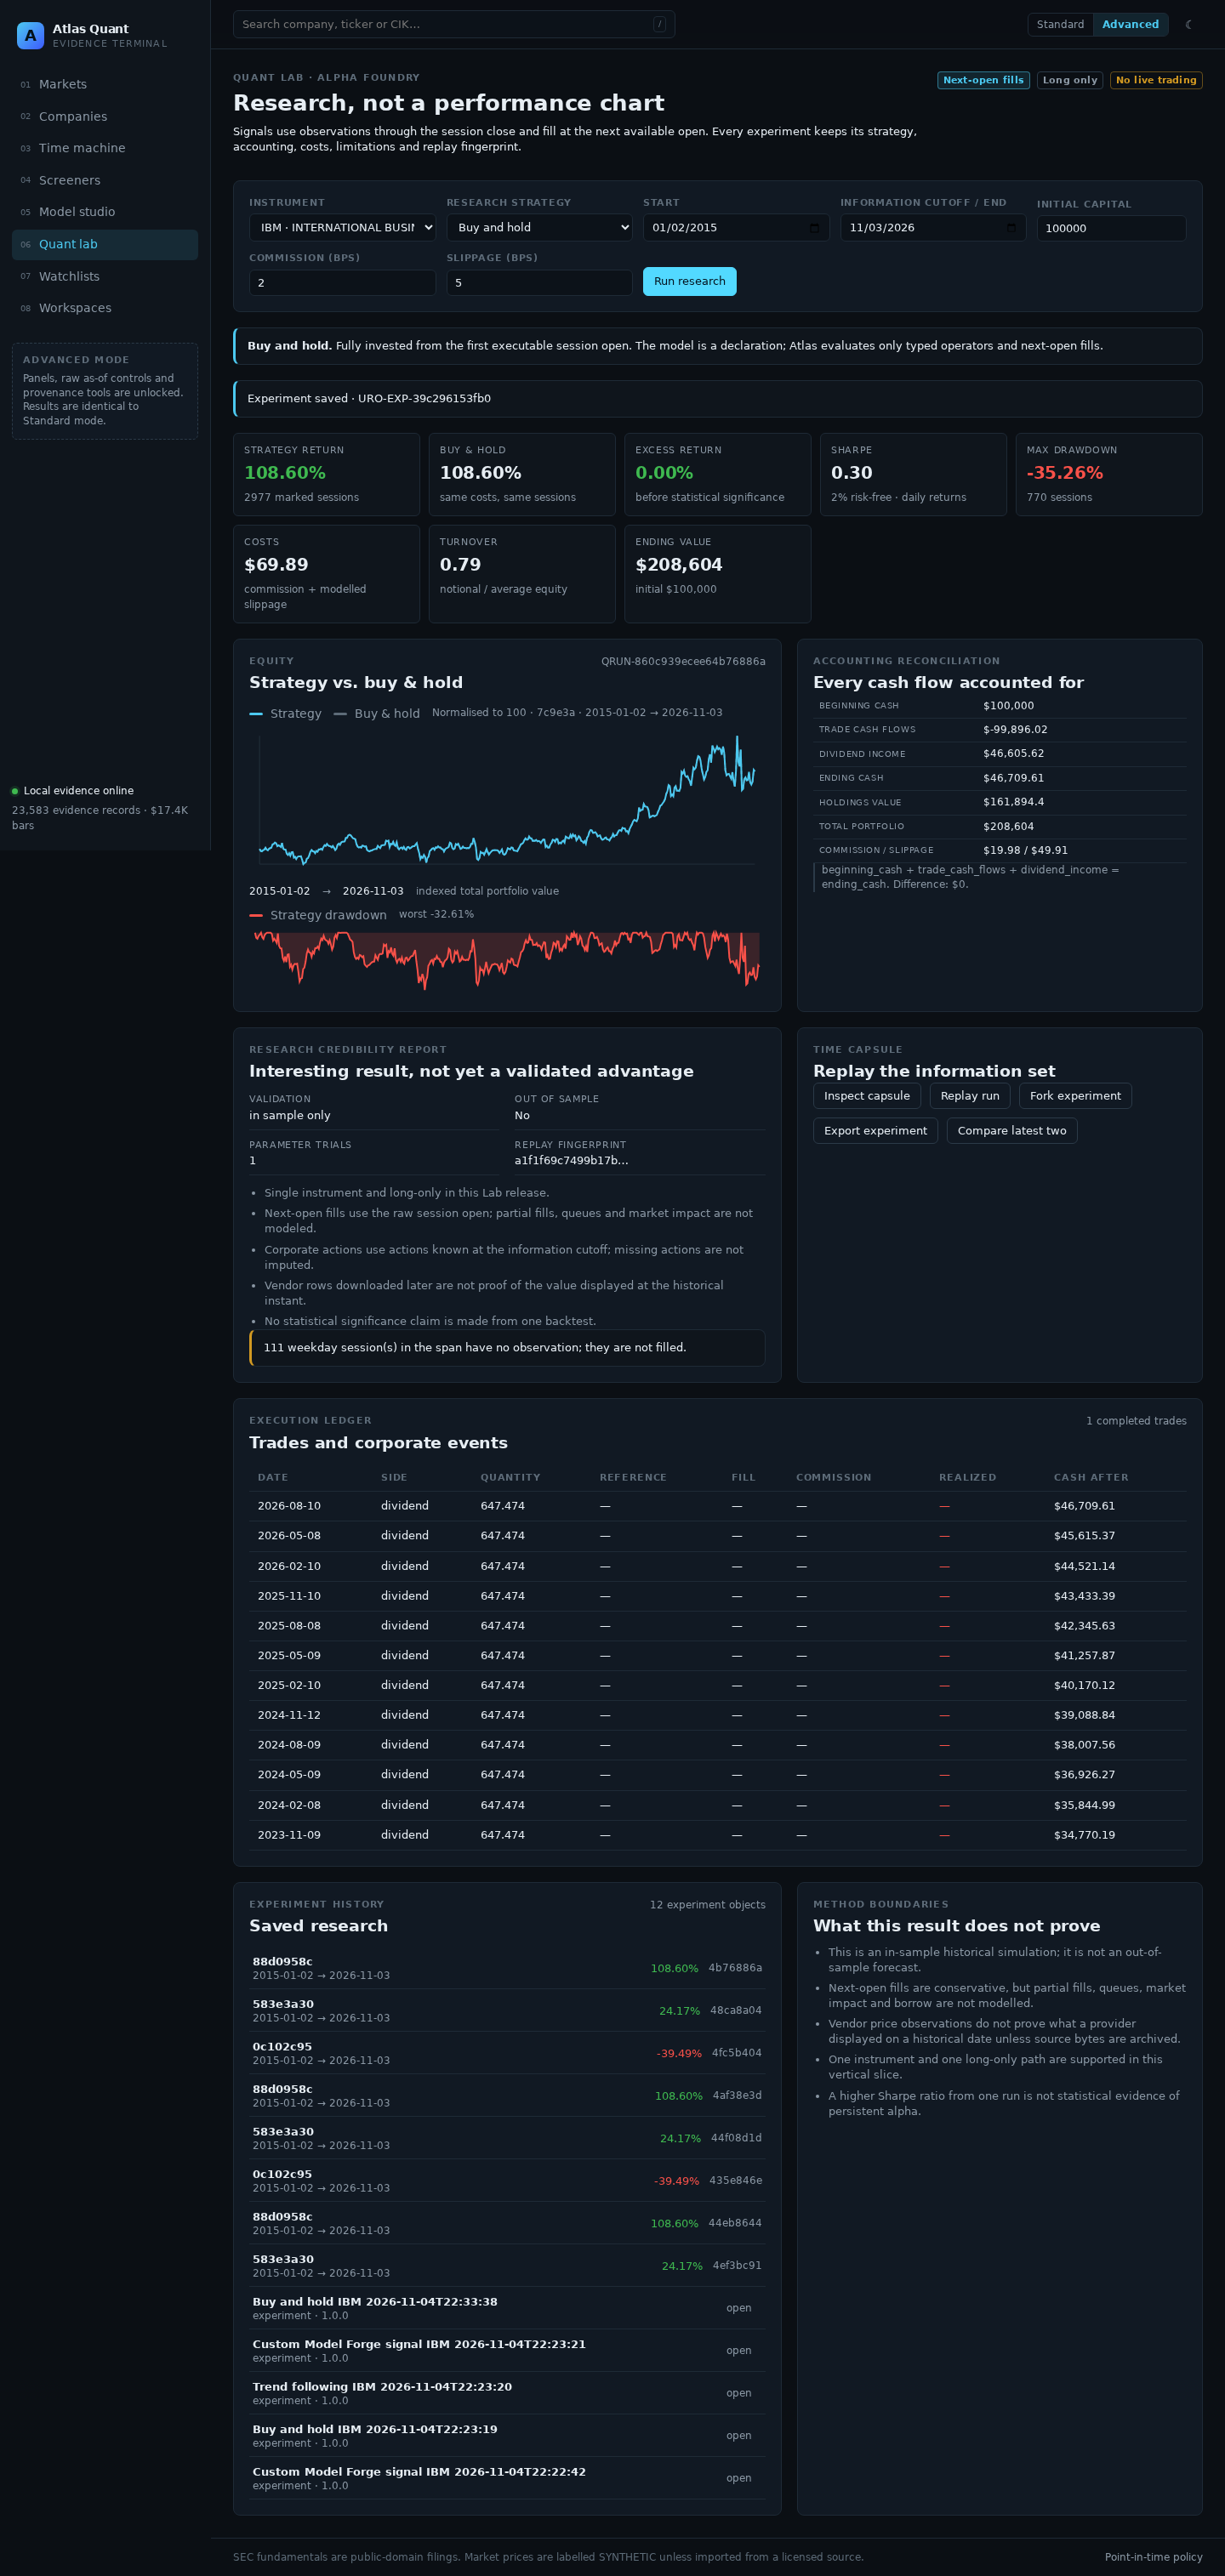 A
Atlas Quant
EVIDENCE TERMINAL
01 Markets
02 Companies
03 Time machine
04 Screeners
05 Model studio
06 Quant lab
07 Watchlists
08 Workspaces
ADVANCED MODE
Panels, raw as-of controls and
provenance tools are unlocked.
Results are identical to
Standard mode.
Local evidence online
23,583 evidence records · $17.4K
bars
Search company, ticker or CIK…
/
Standard Advanced
QUANT LAB · ALPHA FOUNDRY
Next-open fills Long only No live trading
Research, not a performance chart
Signals use observations through the session close and fill at the next available open. Every experiment keeps its strategy,
accounting, costs, limitations and replay fingerprint.
INSTRUMENT RESEARCH STRATEGY START INFORMATION CUTOFF / END INITIAL CAPITAL
IBM · INTERNATIONAL BUSIN Buy and hold 01/02/2015 11/03/2026 100000
COMMISSION (BPS) SLIPPAGE (BPS)
2 5 Run research
Buy and hold. Fully invested from the first executable session open. The model is a declaration; Atlas evaluates only typed operators and next-open fills.
Experiment saved · URO-EXP-39c296153fb0
STRATEGY RETURN
108.60%
2977 marked sessions
BUY & HOLD
108.60%
same costs, same sessions
EXCESS RETURN
0.00%
before statistical significance
SHARPE
0.30
2% risk-free · daily returns
MAX DRAWDOWN
-35.26%
770 sessions
COSTS
$69.89
commission + modelled
slippage
TURNOVER
0.79
notional / average equity
ENDING VALUE
$208,604
initial $100,000
EQUITY QRUN-860c939ecee64b76886a
Strategy vs. buy & hold
Strategy Buy & hold Normalised to 100 · 7c9e3a · 2015-01-02 → 2026-11-03
2015-01-02 → 2026-11-03 indexed total portfolio value
Strategy drawdown worst -32.61%
ACCOUNTING RECONCILIATION
Every cash flow accounted for
BEGINNING CASH $100,000
TRADE CASH FLOWS $-99,896.02
DIVIDEND INCOME $46,605.62
ENDING CASH $46,709.61
HOLDINGS VALUE $161,894.4
TOTAL PORTFOLIO $208,604
COMMISSION / SLIPPAGE $19.98 / $49.91
beginning_cash + trade_cash_flows + dividend_income =
ending_cash. Difference: $0.
RESEARCH CREDIBILITY REPORT
Interesting result, not yet a validated advantage
VALIDATION OUT OF SAMPLE
in sample only No
PARAMETER TRIALS REPLAY FINGERPRINT
1 a1f1f69c7499b17b…
• Single instrument and long-only in this Lab release.
• Next-open fills use the raw session open; partial fills, queues and market impact are not
modeled.
• Corporate actions use actions known at the information cutoff; missing actions are not
imputed.
• Vendor rows downloaded later are not proof of the value displayed at the historical
instant.
• No statistical significance claim is made from one backtest.
111 weekday session(s) in the span have no observation; they are not filled.
TIME CAPSULE
Replay the information set
Inspect capsule Replay run Fork experiment
Export experiment Compare latest two
EXECUTION LEDGER 1 completed trades
Trades and corporate events
DATE SIDE QUANTITY REFERENCE FILL COMMISSION REALIZED CASH AFTER
2026-08-10 dividend 647.474 — — — — $46,709.61
2026-05-08 dividend 647.474 — — — — $45,615.37
2026-02-10 dividend 647.474 — — — — $44,521.14
2025-11-10 dividend 647.474 — — — — $43,433.39
2025-08-08 dividend 647.474 — — — — $42,345.63
2025-05-09 dividend 647.474 — — — — $41,257.87
2025-02-10 dividend 647.474 — — — — $40,170.12
2024-11-12 dividend 647.474 — — — — $39,088.84
2024-08-09 dividend 647.474 — — — — $38,007.56
2024-05-09 dividend 647.474 — — — — $36,926.27
2024-02-08 dividend 647.474 — — — — $35,844.99
2023-11-09 dividend 647.474 — — — — $34,770.19
EXPERIMENT HISTORY 12 experiment objects
Saved research
88d0958c
2015-01-02 → 2026-11-03 108.60% 4b76886a
583e3a30
2015-01-02 → 2026-11-03 24.17% 48ca8a04
0c102c95
2015-01-02 → 2026-11-03 -39.49% 4fc5b404
88d0958c
2015-01-02 → 2026-11-03 108.60% 4af38e3d
583e3a30
2015-01-02 → 2026-11-03 24.17% 44f08d1d
0c102c95
2015-01-02 → 2026-11-03 -39.49% 435e846e
88d0958c
2015-01-02 → 2026-11-03 108.60% 44eb8644
583e3a30
2015-01-02 → 2026-11-03 24.17% 4ef3bc91
Buy and hold IBM 2026-11-04T22:33:38
experiment · 1.0.0 open
Custom Model Forge signal IBM 2026-11-04T22:23:21
experiment · 1.0.0 open
Trend following IBM 2026-11-04T22:23:20
experiment · 1.0.0 open
Buy and hold IBM 2026-11-04T22:23:19
experiment · 1.0.0 open
Custom Model Forge signal IBM 2026-11-04T22:22:42
experiment · 1.0.0 open
METHOD BOUNDARIES
What this result does not prove
• This is an in-sample historical simulation; it is not an out-of-
sample forecast.
• Next-open fills are conservative, but partial fills, queues, market
impact and borrow are not modelled.
• Vendor price observations do not prove what a provider
displayed on a historical date unless source bytes are archived.
• One instrument and one long-only path are supported in this
vertical slice.
• A higher Sharpe ratio from one run is not statistical evidence of
persistent alpha.
SEC fundamentals are public-domain filings. Market prices are labelled SYNTHETIC unless imported from a licensed source.
Point-in-time policy